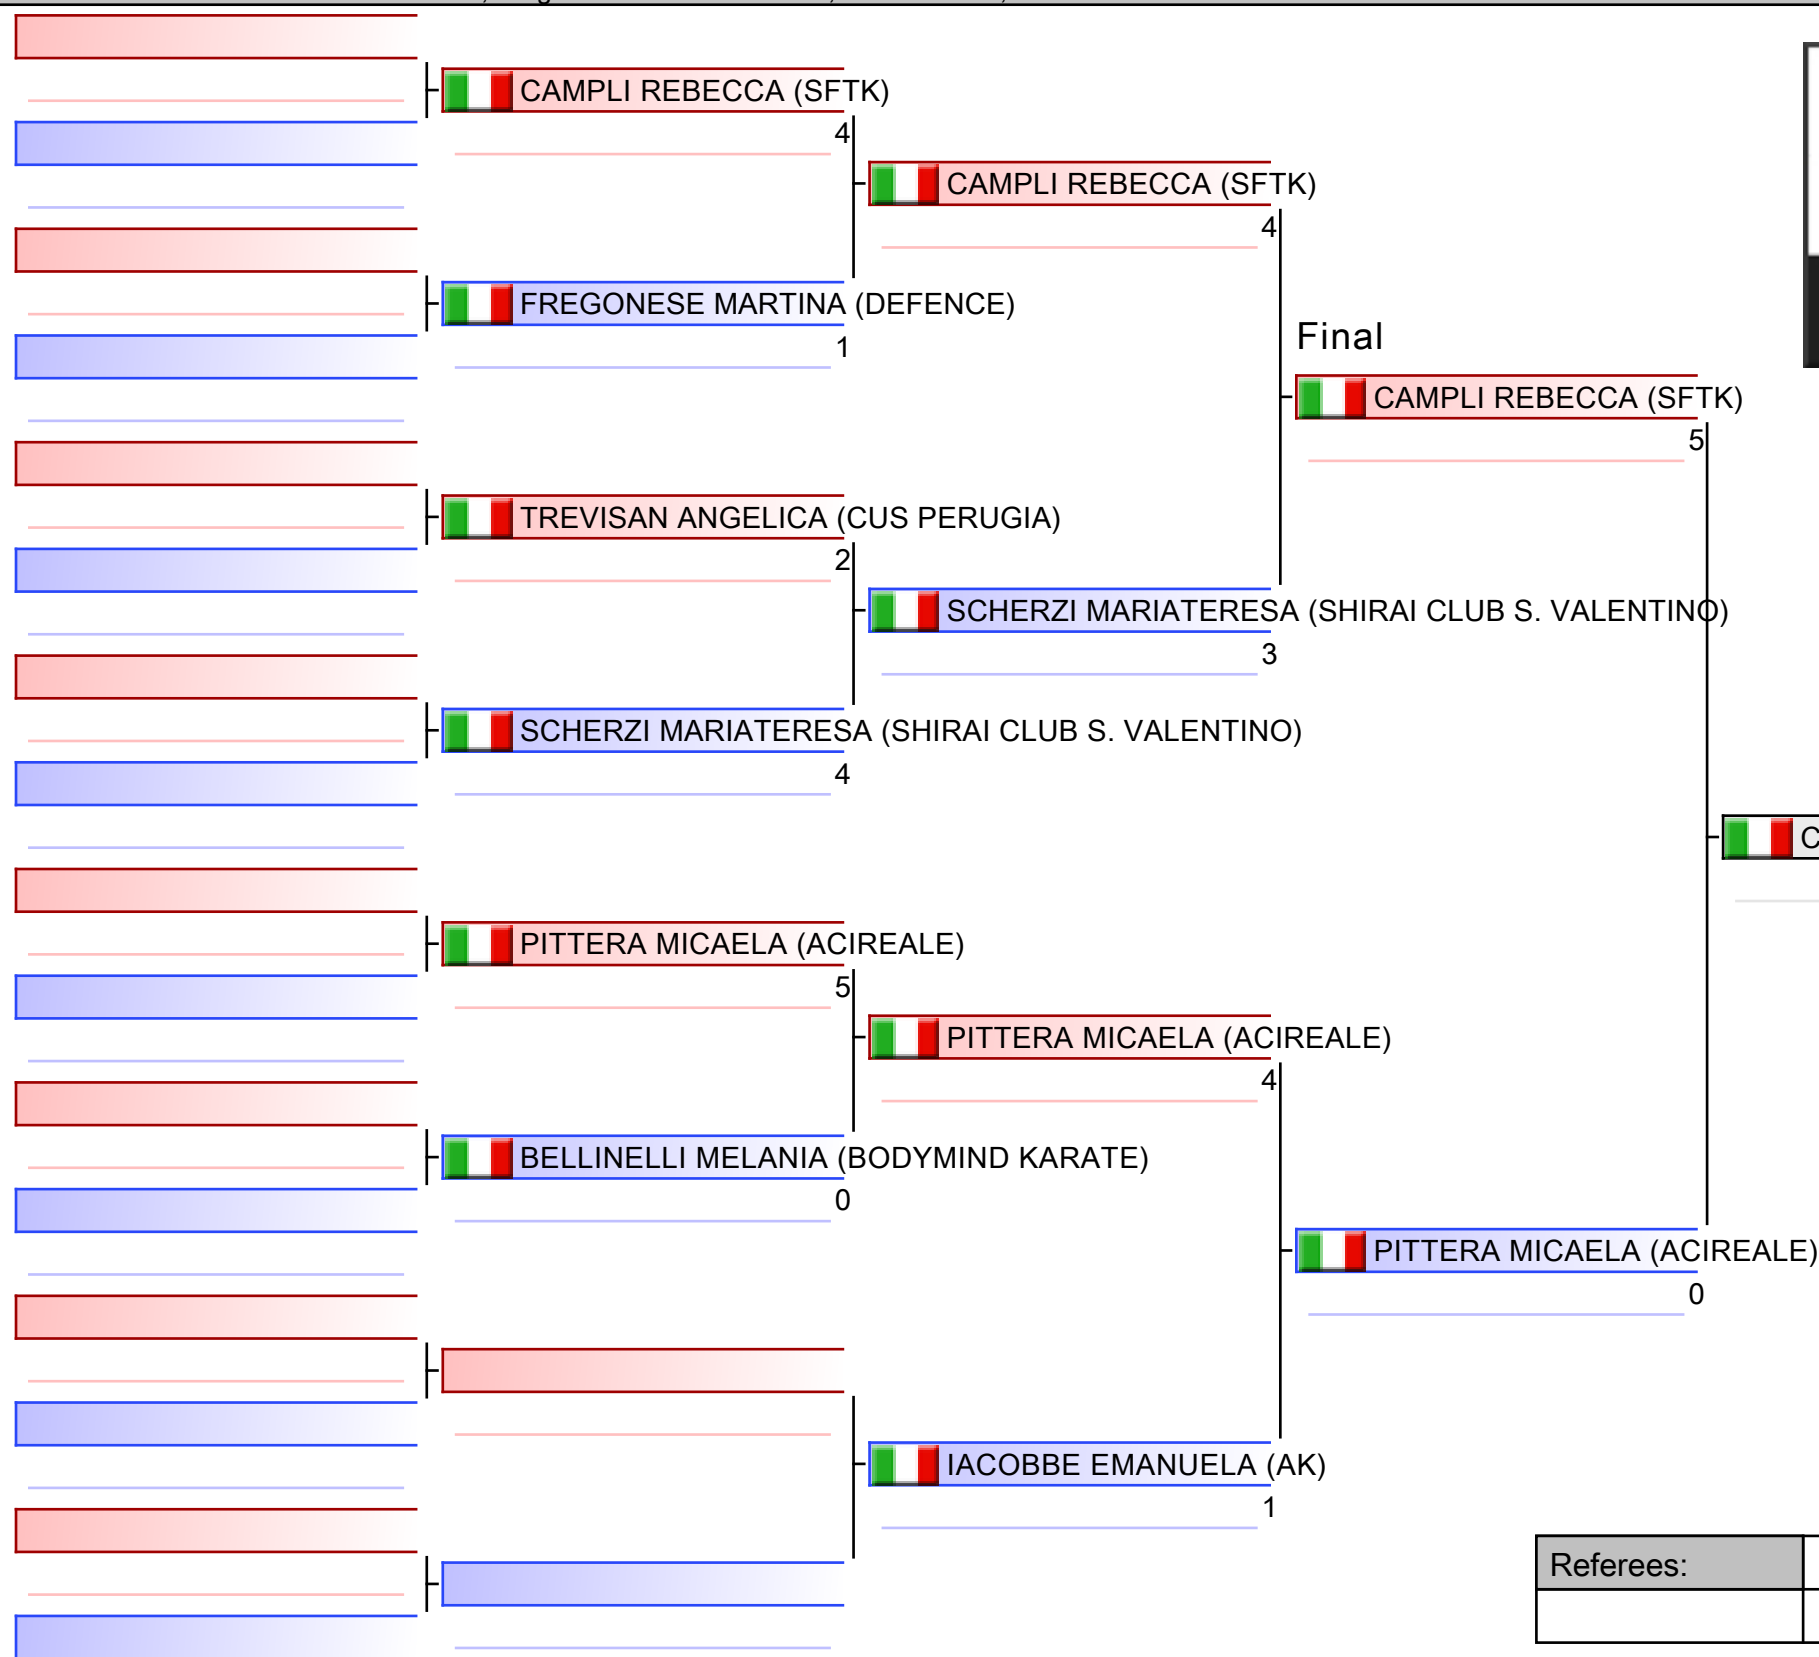 CAMPLI REBECCA (SFTK)
4
CAMPLI REBECCA (SFTK)
4
FREGONESE MARTINA (DEFENCE)
1
Final
CAMPLI REBECCA (SFTK)
5
TREVISAN ANGELICA (CUS PERUGIA)
2
SCHERZI MARIATERESA (SHIRAI CLUB S. VALENTINO)
3
SCHERZI MARIATERESA (SHIRAI CLUB S. VALENTINO)
4
C
PITTERA MICAELA (ACIREALE)
5
PITTERA MICAELA (ACIREALE)
4
BELLINELLI MELANIA (BODYMIND KARATE)
0
PITTERA MICAELA (ACIREALE)
0
IACOBBE EMANUELA (AK)
1
Referees: